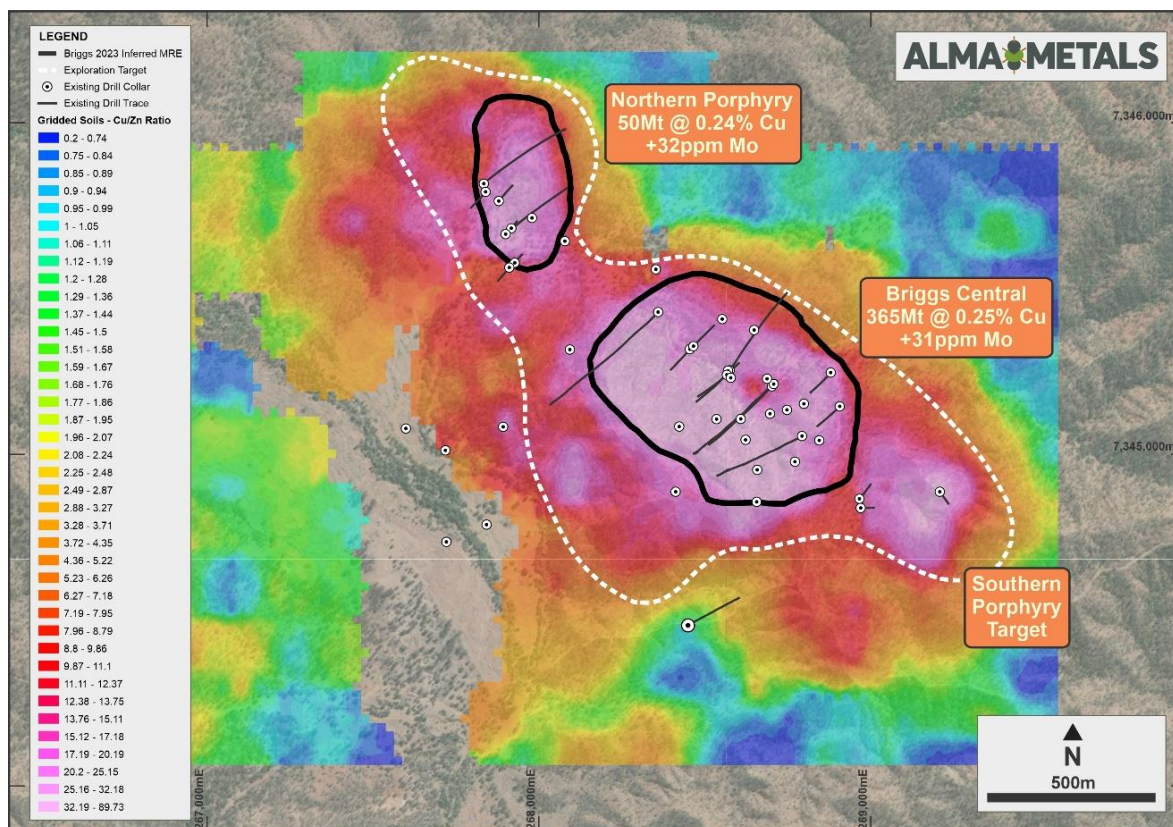 LEGEND
Briggs 2023 Inferred MRE
Exploration Target
Existing Drill Collar
Existing Drill Trace
Gridded Soils - Cu/Zn Ratio
0.2 - 0.74
0.75 - 0.84
0.85 - 0.89
0.9 - 0.94
0.95 - 0.99
1 - 1.05
1.06 - 1.11
1.12 - 1.19
1.2 - 1.28
1.29 - 1.36
1.37 - 1.44
1.45 - 1.5
1.51 - 1.58
1.59 - 1.67
1.68 - 1.76
1.77 - 1.86
1.87 - 1.95
1.96 - 2.07
2.08 - 2.24
2.25 - 2.48
2.49 - 2.87
2.88 - 3.27
3.28 - 3.71
3.72 - 4.35
4.36 - 5.22
5.23 - 6.26
6.27 - 7.18
7.19 - 7.95
7.96 - 8.79
8.8 - 9.86
9.87 - 11.1
11.11 - 12.37
12.38 - 13.75
13.76 - 15.11
15.12 - 17.18
17.19 - 20.19
20.2 - 25.15
25.16 - 32.18
32.19 - 89.73
ALMA METALS
Northern Porphyry
50Mt @ 0.24% Cu
+32ppm Mo
7,346,000m
Briggs Central
365Mt @ 0.25% Cu
+31ppm Mo
7,345,000m
Southern
Porphyry
Target
N
500m
267,000mE
268,000mE
269,000mE